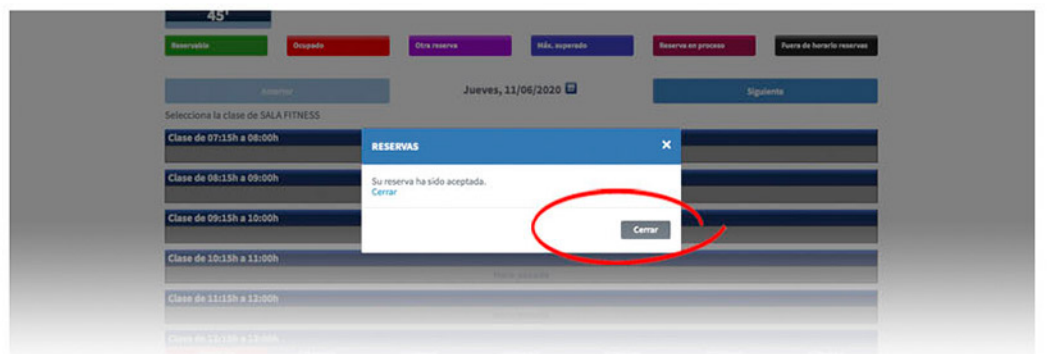 45'
Reservable
Ocupado
Otra reserva
Máx. superado
Reserva en proceso
Fuera de horario reservas
Anterior
Jueves, 11/06/2020
Siguiente
Selecciona la clase de SALA FITNESS
Clase de 07:15h a 08:00h
RESERVAS
×
Clase de 08:15h a 09:00h
Su reserva ha sido aceptada.
Cerrar
Clase de 09:15h a 10:00h
Cerrar
Clase de 10:15h a 11:00h
Hora pasada
Clase de 11:15h a 12:00h